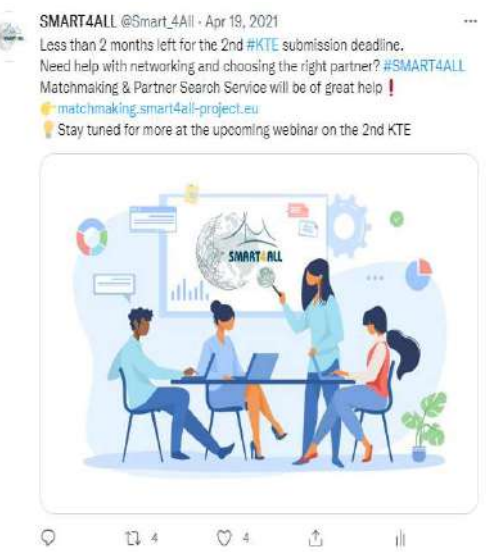 SMART4ALL @Smart_4All · Apr 19, 2021
Less than 2 months left for the 2nd #KTE submission deadline.
Need help with networking and choosing the right partner? #SMART4ALL
Matchmaking & Partner Search Service will be of great help❗
👉matchmaking.smart4all-project.eu
💡Stay tuned for more at the upcoming webinar on the 2nd KTE
SMART4ALL
4 4